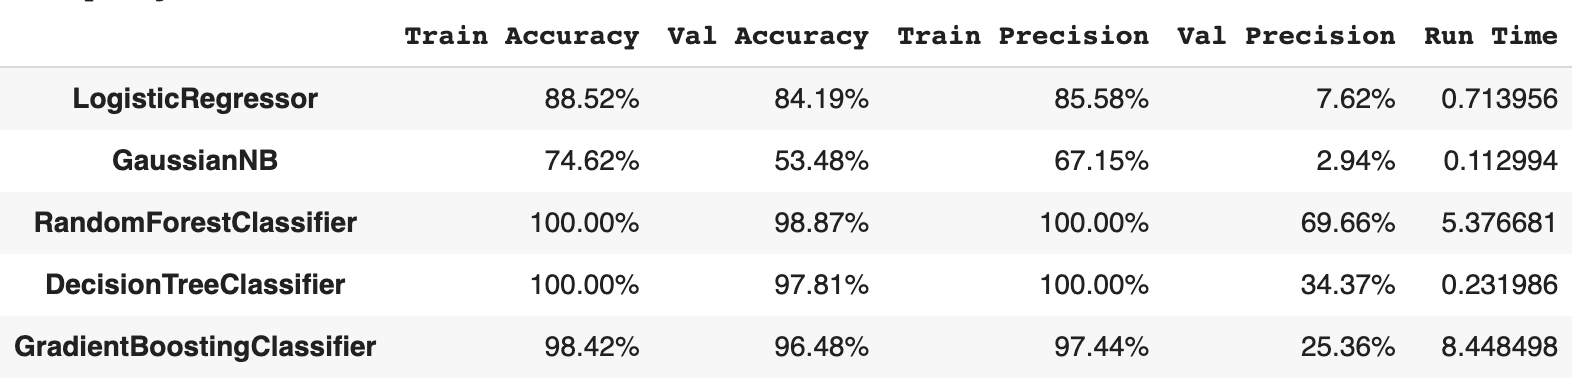 Train Accuracy Val Accuracy Train Precision Val Precision Run Time
LogisticRegressor 88.52% 84.19% 85.58% 7.62% 0.713956
GaussianNB 74.62% 53.48% 67.15% 2.94% 0.112994
RandomForestClassifier 100.00% 98.87% 100.00% 69.66% 5.376681
DecisionTreeClassifier 100.00% 97.81% 100.00% 34.37% 0.231986
GradientBoostingClassifier 98.42% 96.48% 97.44% 25.36% 8.448498